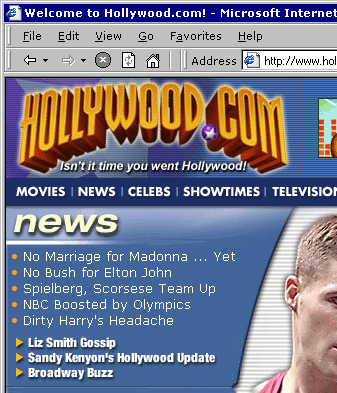 Welcome to Hollywood.com! - Microsoft Internet
File Edit View Go Favorites Help
Address http://www.hol
HOLLYWOOD.COM
Isn't it time you went Hollywood!
MOVIES | NEWS | CELEBS | SHOWTIMES | TELEVISION
news
No Marriage for Madonna ... Yet
No Bush for Elton John
Spielberg, Scorsese Team Up
NBC Boosted by Olympics
Dirty Harry's Headache
Liz Smith Gossip
Sandy Kenyon's Hollywood Update
Broadway Buzz